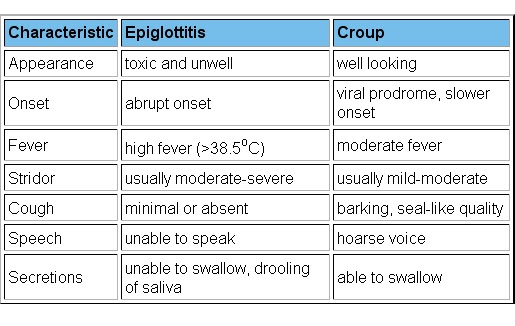 Characteristic Epiglottitis Croup
Appearance toxic and unwell well looking
Onset abrupt onset viral prodrome, slower
onset
Fever high fever (>38.5⁰C) moderate fever
Stridor usually moderate-severe usually mild-moderate
Cough minimal or absent barking, seal-like quality
Speech unable to speak hoarse voice
Secretions unable to swallow, drooling
of saliva able to swallow